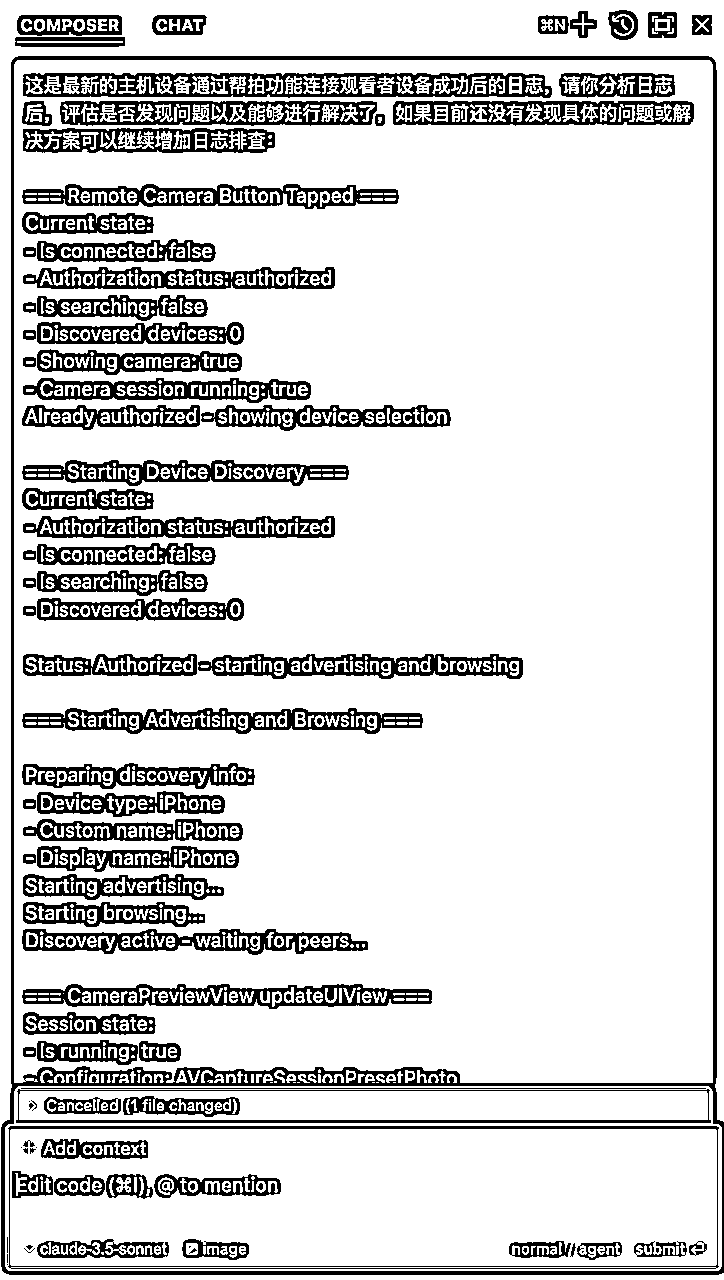 COMPOSER CHAT ⌘N
这是最新的主机设备通过帮拍功能连接观看者设备成功后的日志，请你分析日志
后，评估是否发现问题以及能够进行解决了，如果目前还没有发现具体的问题或解
决方案可以继续增加日志排查：
=== Remote Camera Button Tapped ===
Current state:
- Is connected: false
- Authorization status: authorized
- Is searching: false
- Discovered devices: 0
- Showing camera: true
- Camera session running: true
Already authorized - showing device selection
=== Starting Device Discovery ===
Current state:
- Authorization status: authorized
- Is connected: false
- Is searching: false
- Discovered devices: 0
Status: Authorized - starting advertising and browsing
=== Starting Advertising and Browsing ===
Preparing discovery info:
- Device type: iPhone
- Custom name: iPhone
- Display name: iPhone
Starting advertising...
Starting browsing...
Discovery active - waiting for peers...
=== CameraPreviewView updateUIView ===
Session state:
- Is running: true
- Configuration: AVCaptureSessionPresetPhoto
Cancelled (1 file changed)
Add context
Edit code (⌘I), @ to mention
claude-3.5-sonnet image normal // agent submit